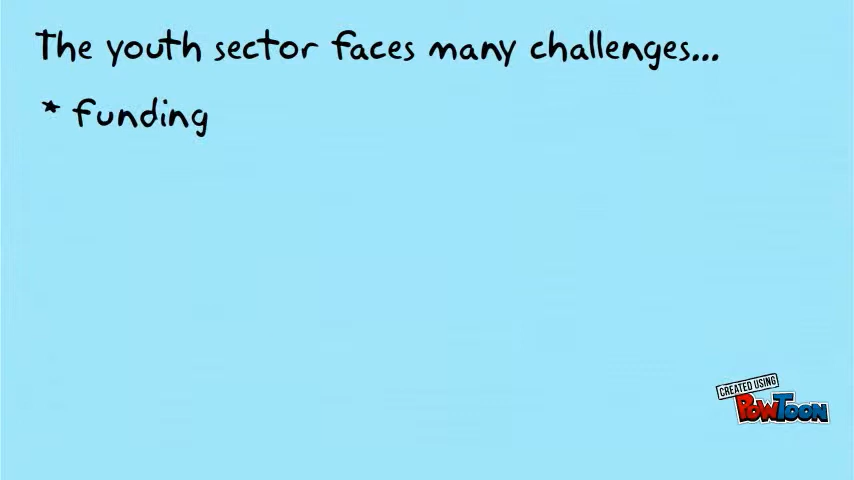 The youth sector faces many challenges...
* funding
CREATED USING
POWTOON